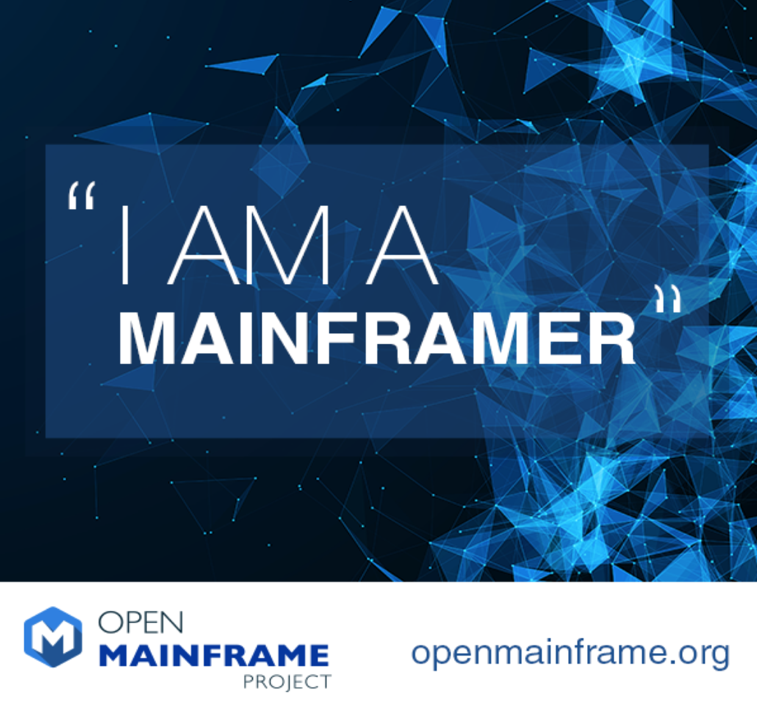 “ I AM A
MAINFRAMER ”
M OPEN
MAINFRAME
PROJECT
openmainframe.org